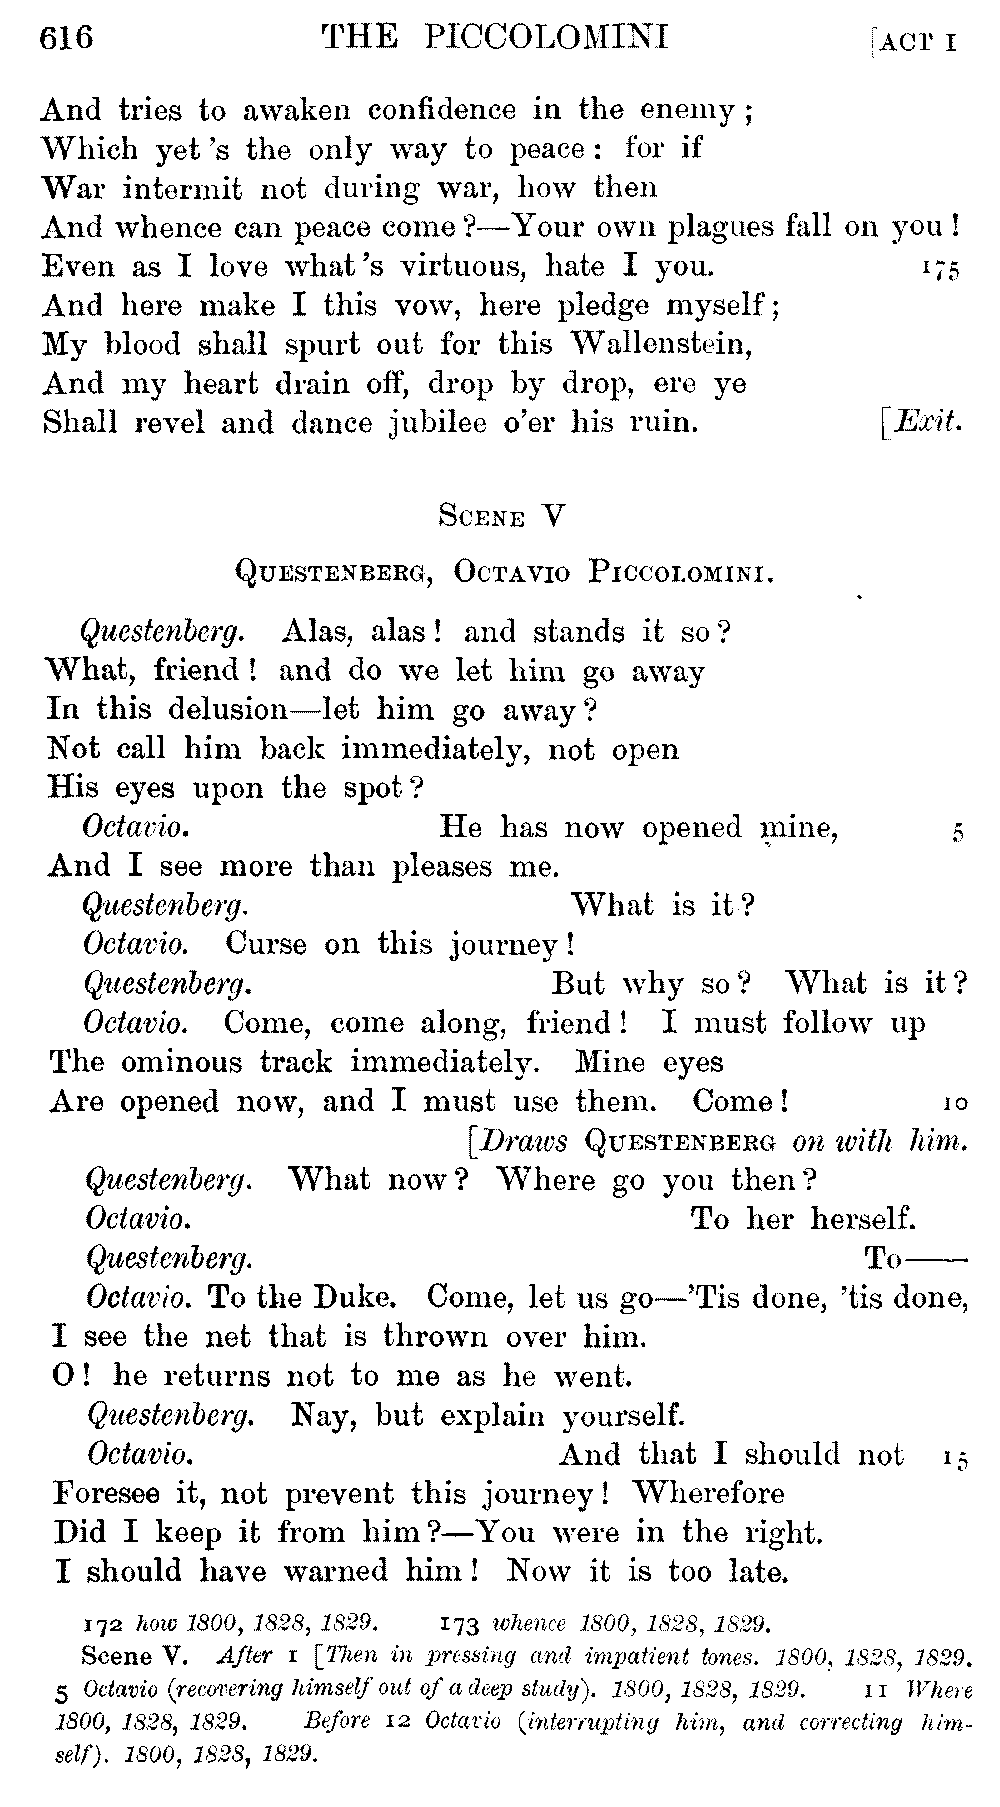 616 THE PICCOLOMINI [ACT I
And tries to awaken confidence in the enemy ;
Which yet 's the only way to peace : for if
War intermit not during war, how then
And whence can peace come ?—Your own plagues fall on you !
Even as I love what 's virtuous, hate I you. 175
And here make I this vow, here pledge myself ;
My blood shall spurt out for this Wallenstein,
And my heart drain off, drop by drop, ere ye
Shall revel and dance jubilee o'er his ruin. [Exit.
SCENE V
QUESTENBERG, OCTAVIO PICCOLOMINI.
Questenberg. Alas, alas ! and stands it so ?
What, friend ! and do we let him go away
In this delusion—let him go away ?
Not call him back immediately, not open
His eyes upon the spot ?
Octavio. He has now opened mine, 5
And I see more than pleases me.
Questenberg. What is it ?
Octavio. Curse on this journey !
Questenberg. But why so ? What is it ?
Octavio. Come, come along, friend ! I must follow up
The ominous track immediately. Mine eyes
Are opened now, and I must use them. Come ! 10
[Draws QUESTENBERG on with him.
Questenberg. What now ? Where go you then ?
Octavio. To her herself.
Questenberg. To——
Octavio. To the Duke. Come, let us go—'Tis done, 'tis done,
I see the net that is thrown over him.
O ! he returns not to me as he went.
Questenberg. Nay, but explain yourself.
Octavio. And that I should not 15
Foresee it, not prevent this journey ! Wherefore
Did I keep it from him ?—You were in the right.
I should have warned him ! Now it is too late.
172 how 1800, 1828, 1829. 173 whence 1800, 1828, 1829.
Scene V. After 1 [Then in pressing and impatient tones. 1800, 1828, 1829.
5 Octavio (recovering himself out of a deep study). 1800, 1828, 1829. 11 Where
1800, 1828, 1829. Before 12 Octavio (interrupting him, and correcting him-
self). 1800, 1828, 1829.